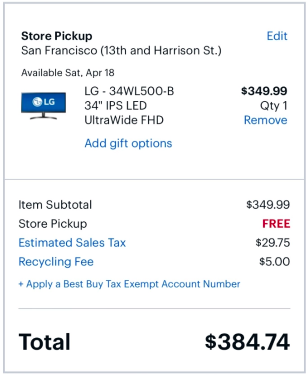 Store Pickup
Edit
San Francisco (13th and Harrison St.)
Available Sat, Apr 18
LG
LG - 34WL500-B
$349.99
34" IPS LED
Qty 1
UltraWide FHD
Remove
Add gift options
Item Subtotal
$349.99
Store Pickup
FREE
Estimated Sales Tax
$29.75
Recycling Fee
$5.00
+ Apply a Best Buy Tax Exempt Account Number
Total
$384.74